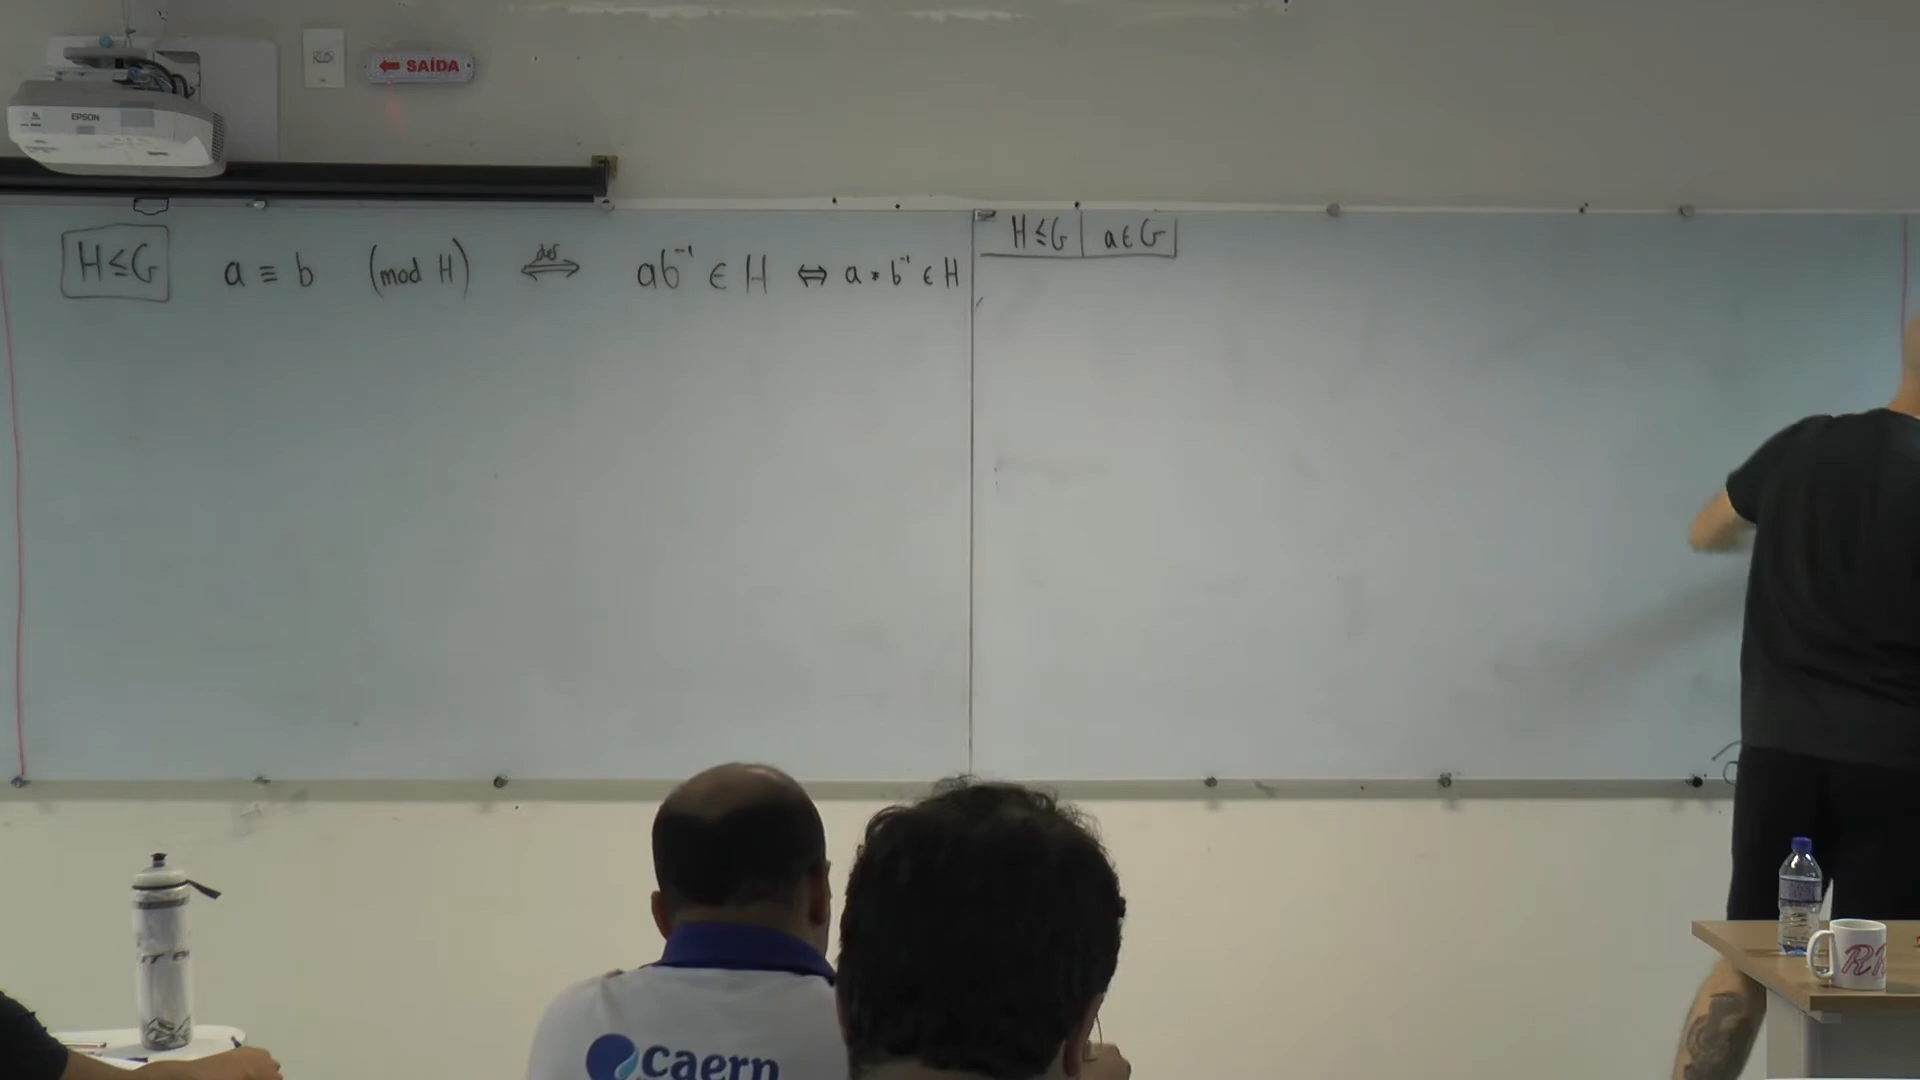 EPSON
← SAÍDA
H≤G a ≡ b (mod H) ⟺def ab⁻¹ ∈ H ⇔ a * b⁻¹ ∈ H
H≤G a∈G
caern